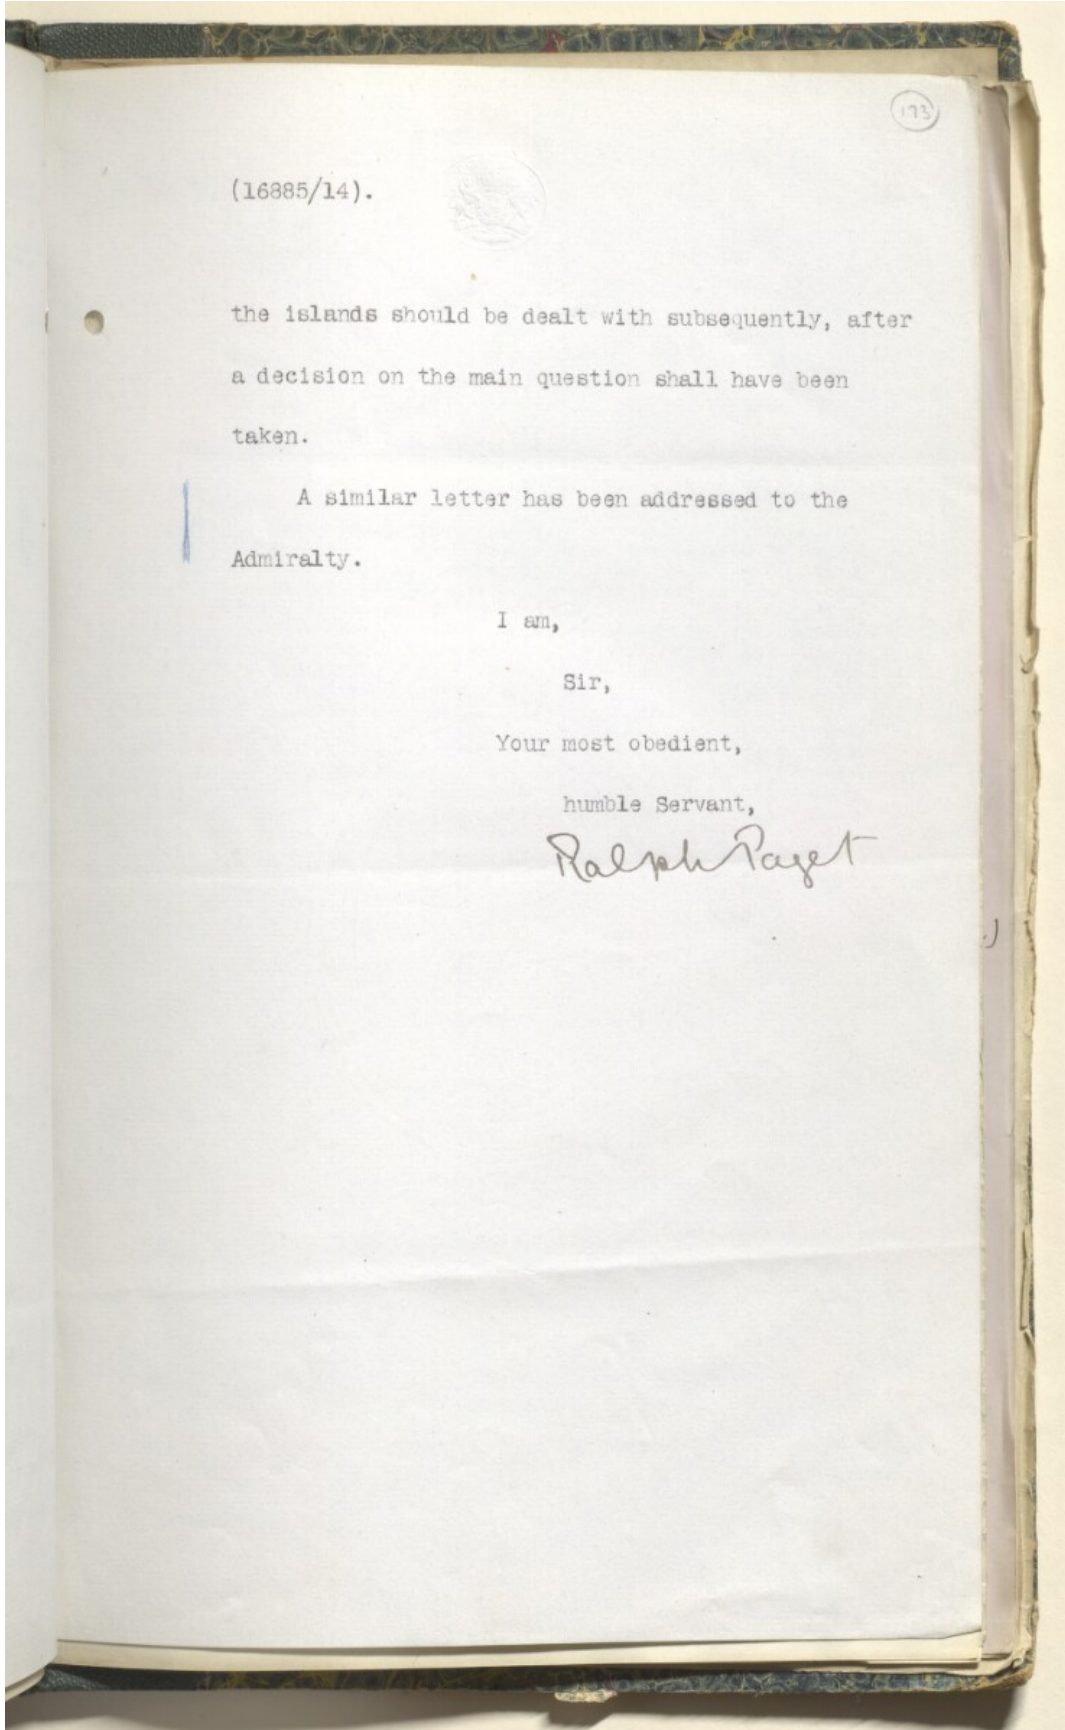 173
(16885/14).
the islands should be dealt with subsequently, after
a decision on the main question shall have been
taken.
A similar letter has been addressed to the
Admiralty.
I am,
Sir,
Your most obedient,
humble Servant,
Ralph Paget